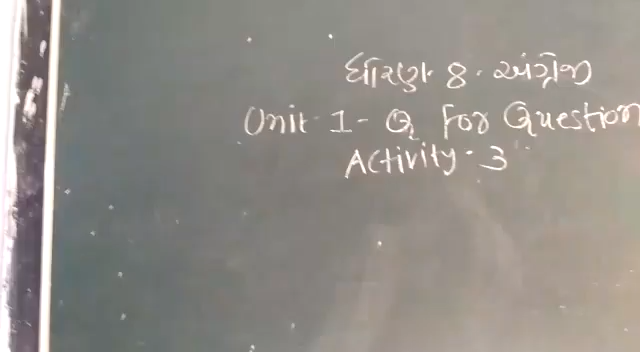 ધોરણ. 8. અંગ્રેજી
Unit-1- Q for Question
Activity-3